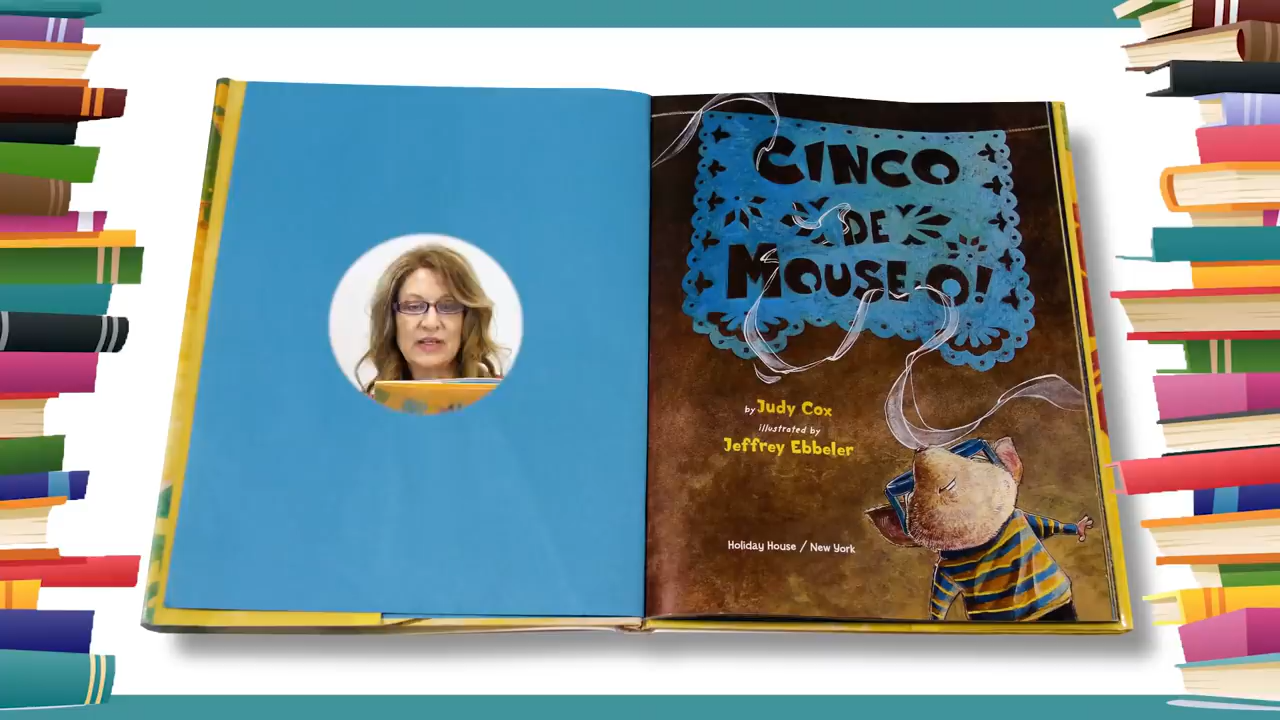 CINCO
DE
MOUSE-O!
by Judy Cox
illustrated by
Jeffrey Ebbeler
Holiday House / New York